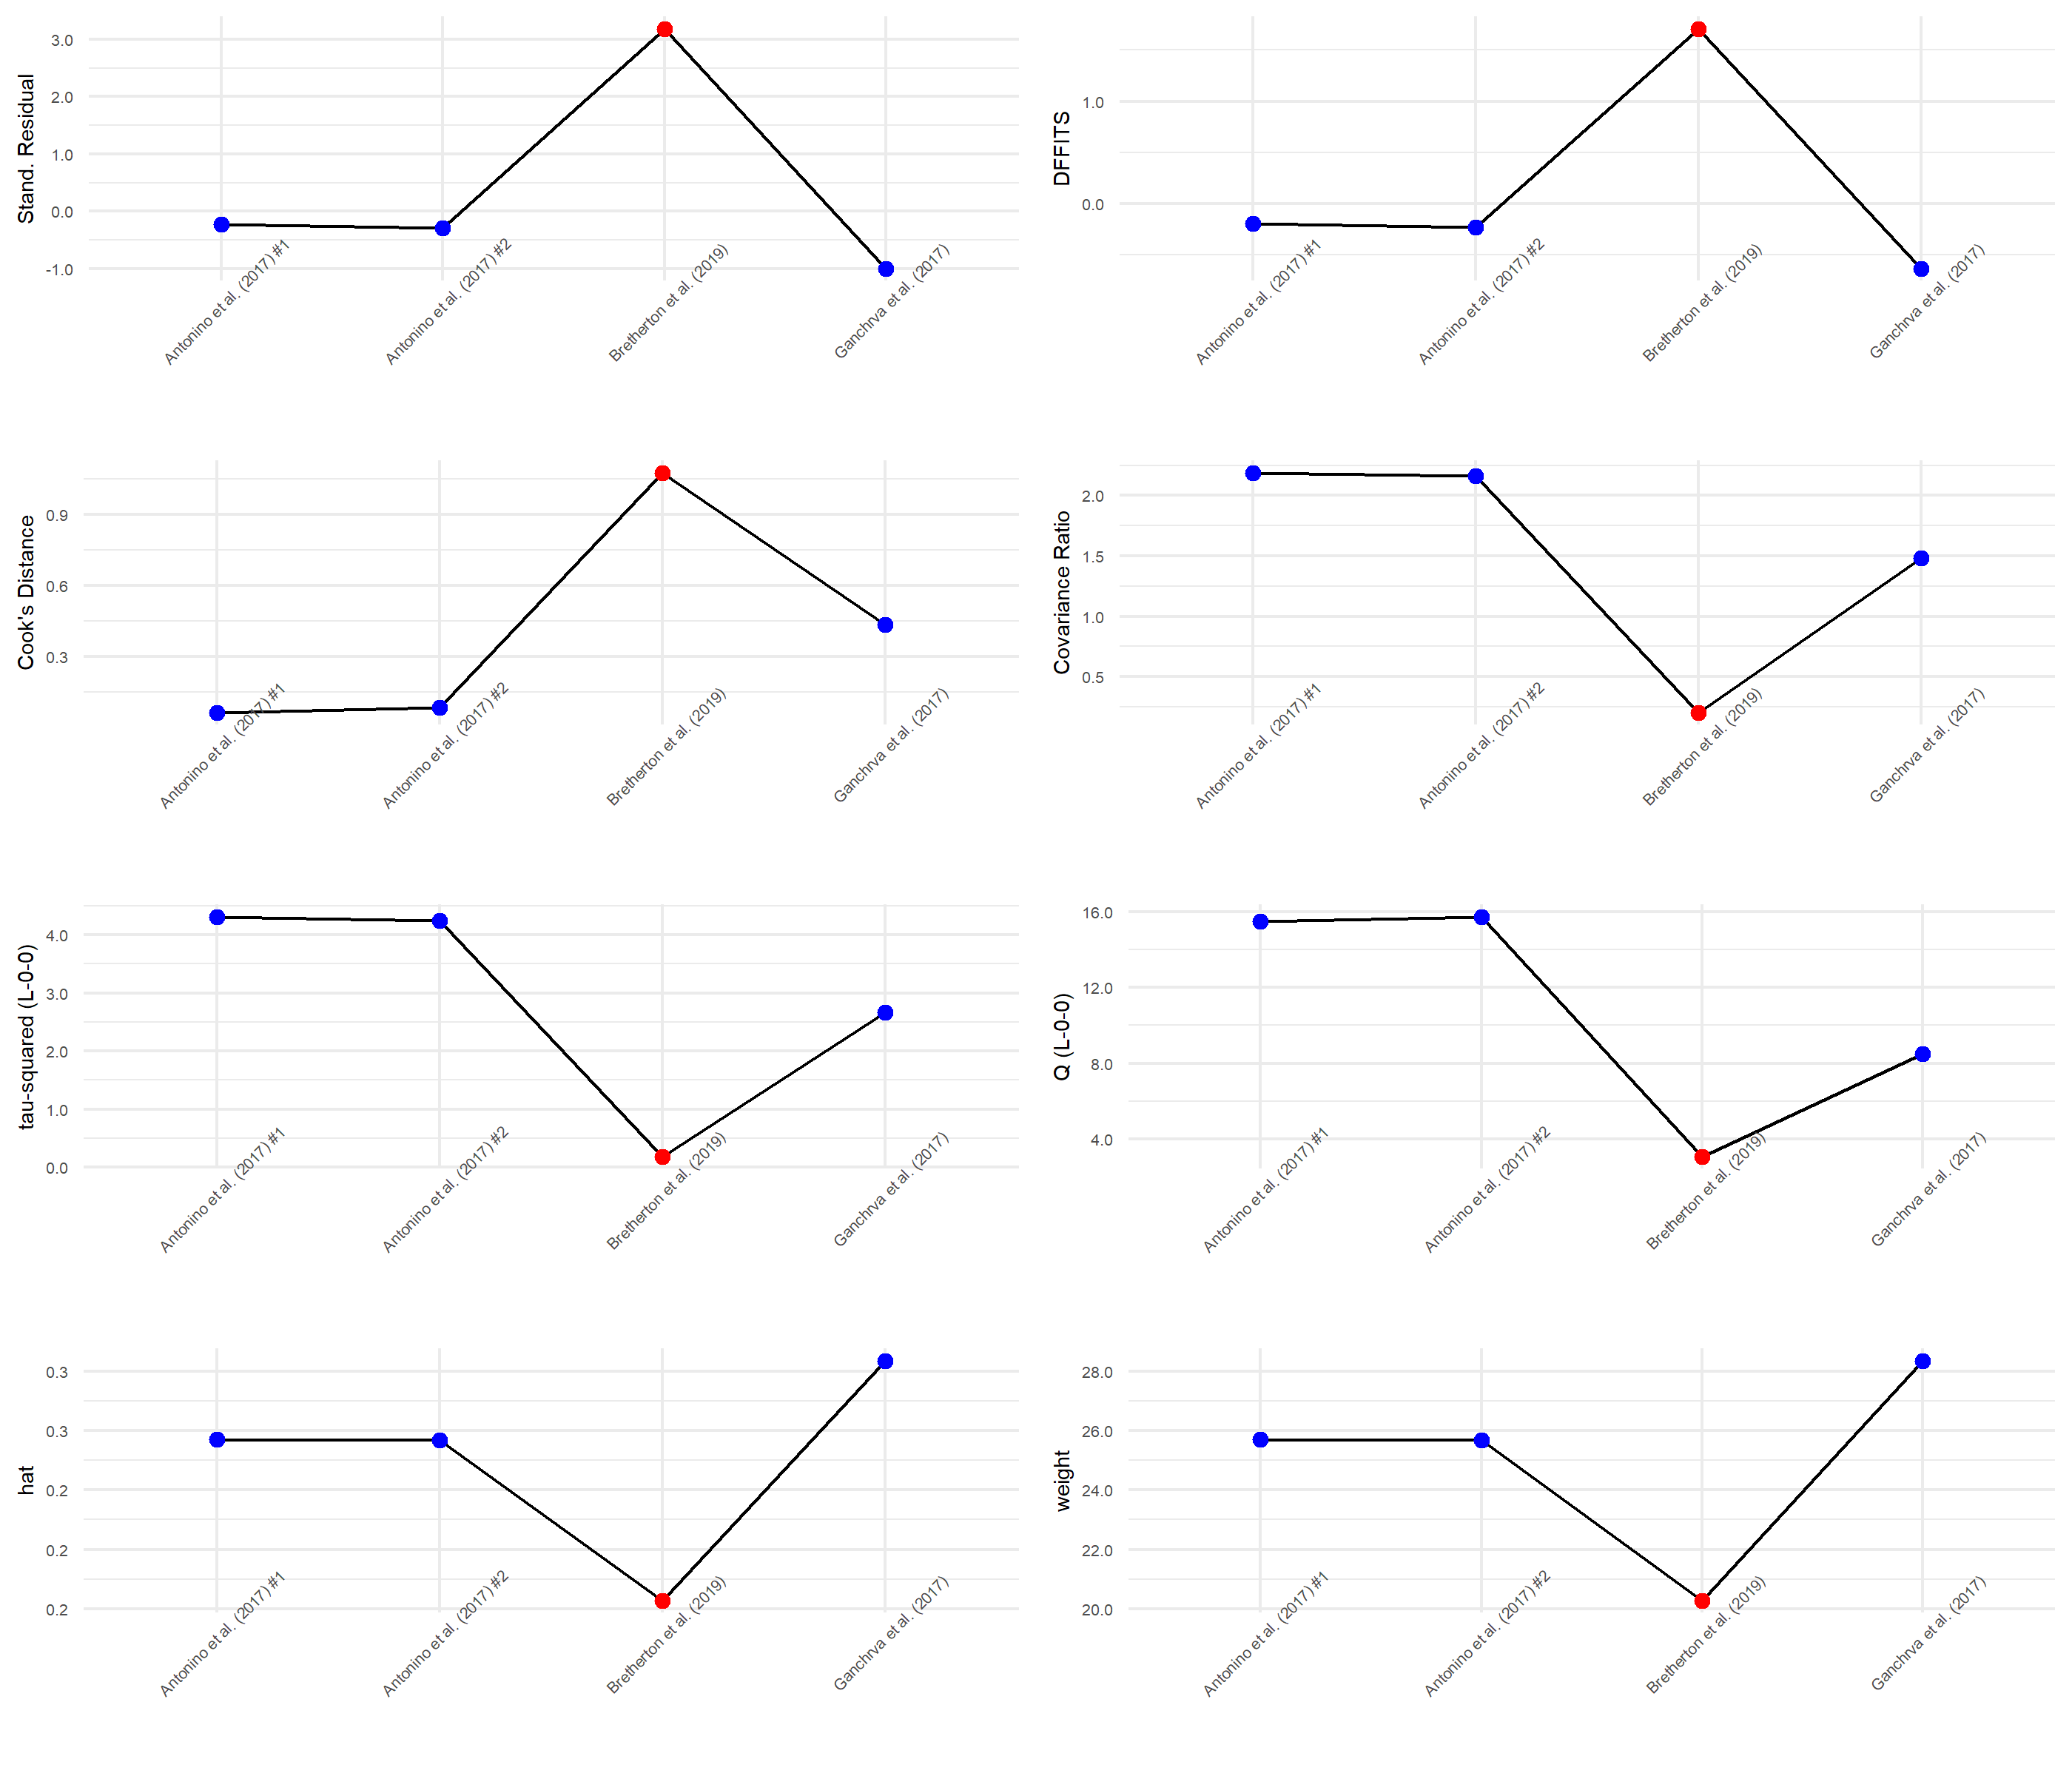 Stand. Residual
3.0
2.0
1.0
0.0
-1.0
Antonino et al. (2017) #1
Antonino et al. (2017) #2
Bretherton et al. (2019)
Ganchrva et al. (2017)
DFFITS
1.0
0.0
Antonino et al. (2017) #1
Antonino et al. (2017) #2
Bretherton et al. (2019)
Ganchrva et al. (2017)
Cook's Distance
0.9
0.6
0.3
Antonino et al. (2017) #1
Antonino et al. (2017) #2
Bretherton et al. (2019)
Ganchrva et al. (2017)
Covariance Ratio
2.0
1.5
1.0
0.5
Antonino et al. (2017) #1
Antonino et al. (2017) #2
Bretherton et al. (2019)
Ganchrva et al. (2017)
tau-squared (L-0-0)
4.0
3.0
2.0
1.0
0.0
Antonino et al. (2017) #1
Antonino et al. (2017) #2
Bretherton et al. (2019)
Ganchrva et al. (2017)
Q (L-0-0)
16.0
12.0
8.0
4.0
Antonino et al. (2017) #1
Antonino et al. (2017) #2
Bretherton et al. (2019)
Ganchrva et al. (2017)
hat
0.3
0.3
0.2
0.2
0.2
Antonino et al. (2017) #1
Antonino et al. (2017) #2
Bretherton et al. (2019)
Ganchrva et al. (2017)
weight
28.0
26.0
24.0
22.0
20.0
Antonino et al. (2017) #1
Antonino et al. (2017) #2
Bretherton et al. (2019)
Ganchrva et al. (2017)